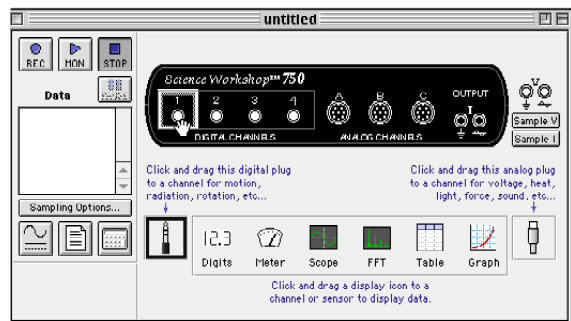 untitled
REC MON STOP
Data
Science Workshop™ 750
1 2 3 4 A B C OUTPUT
V
I
DIGITAL CHANNELS ANALOG CHANNELS
Sample V
Sample I
Click and drag this digital plug
to a channel for motion,
radiation, rotation, etc...
Click and drag this analog plug
to a channel for voltage, heat,
light, force, sound, etc...
Sampling Options...
12.3
Digits Meter Scope FFT Table Graph
Click and drag a display icon to a
channel or sensor to display data.